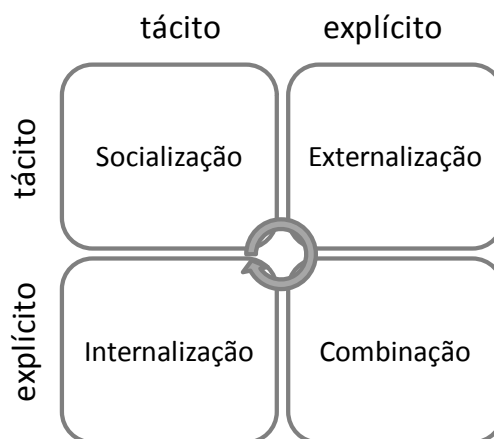 tácito explícito
tácito
Socialização Externalização
explícito
Internalização Combinação